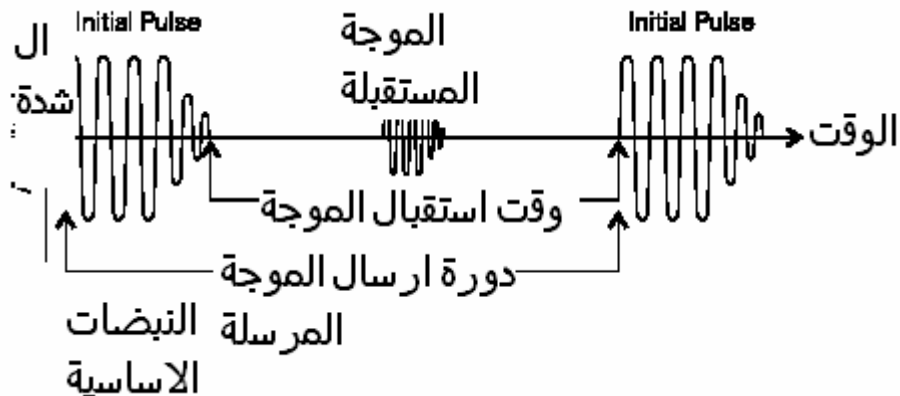 Initial Pulse
Initial Pulse
ال
شدة
الموجة
المستقبلة
الوقت
وقت استقبال الموجة
دورة ارسال الموجة
المرسلة
النبضات
الاساسية